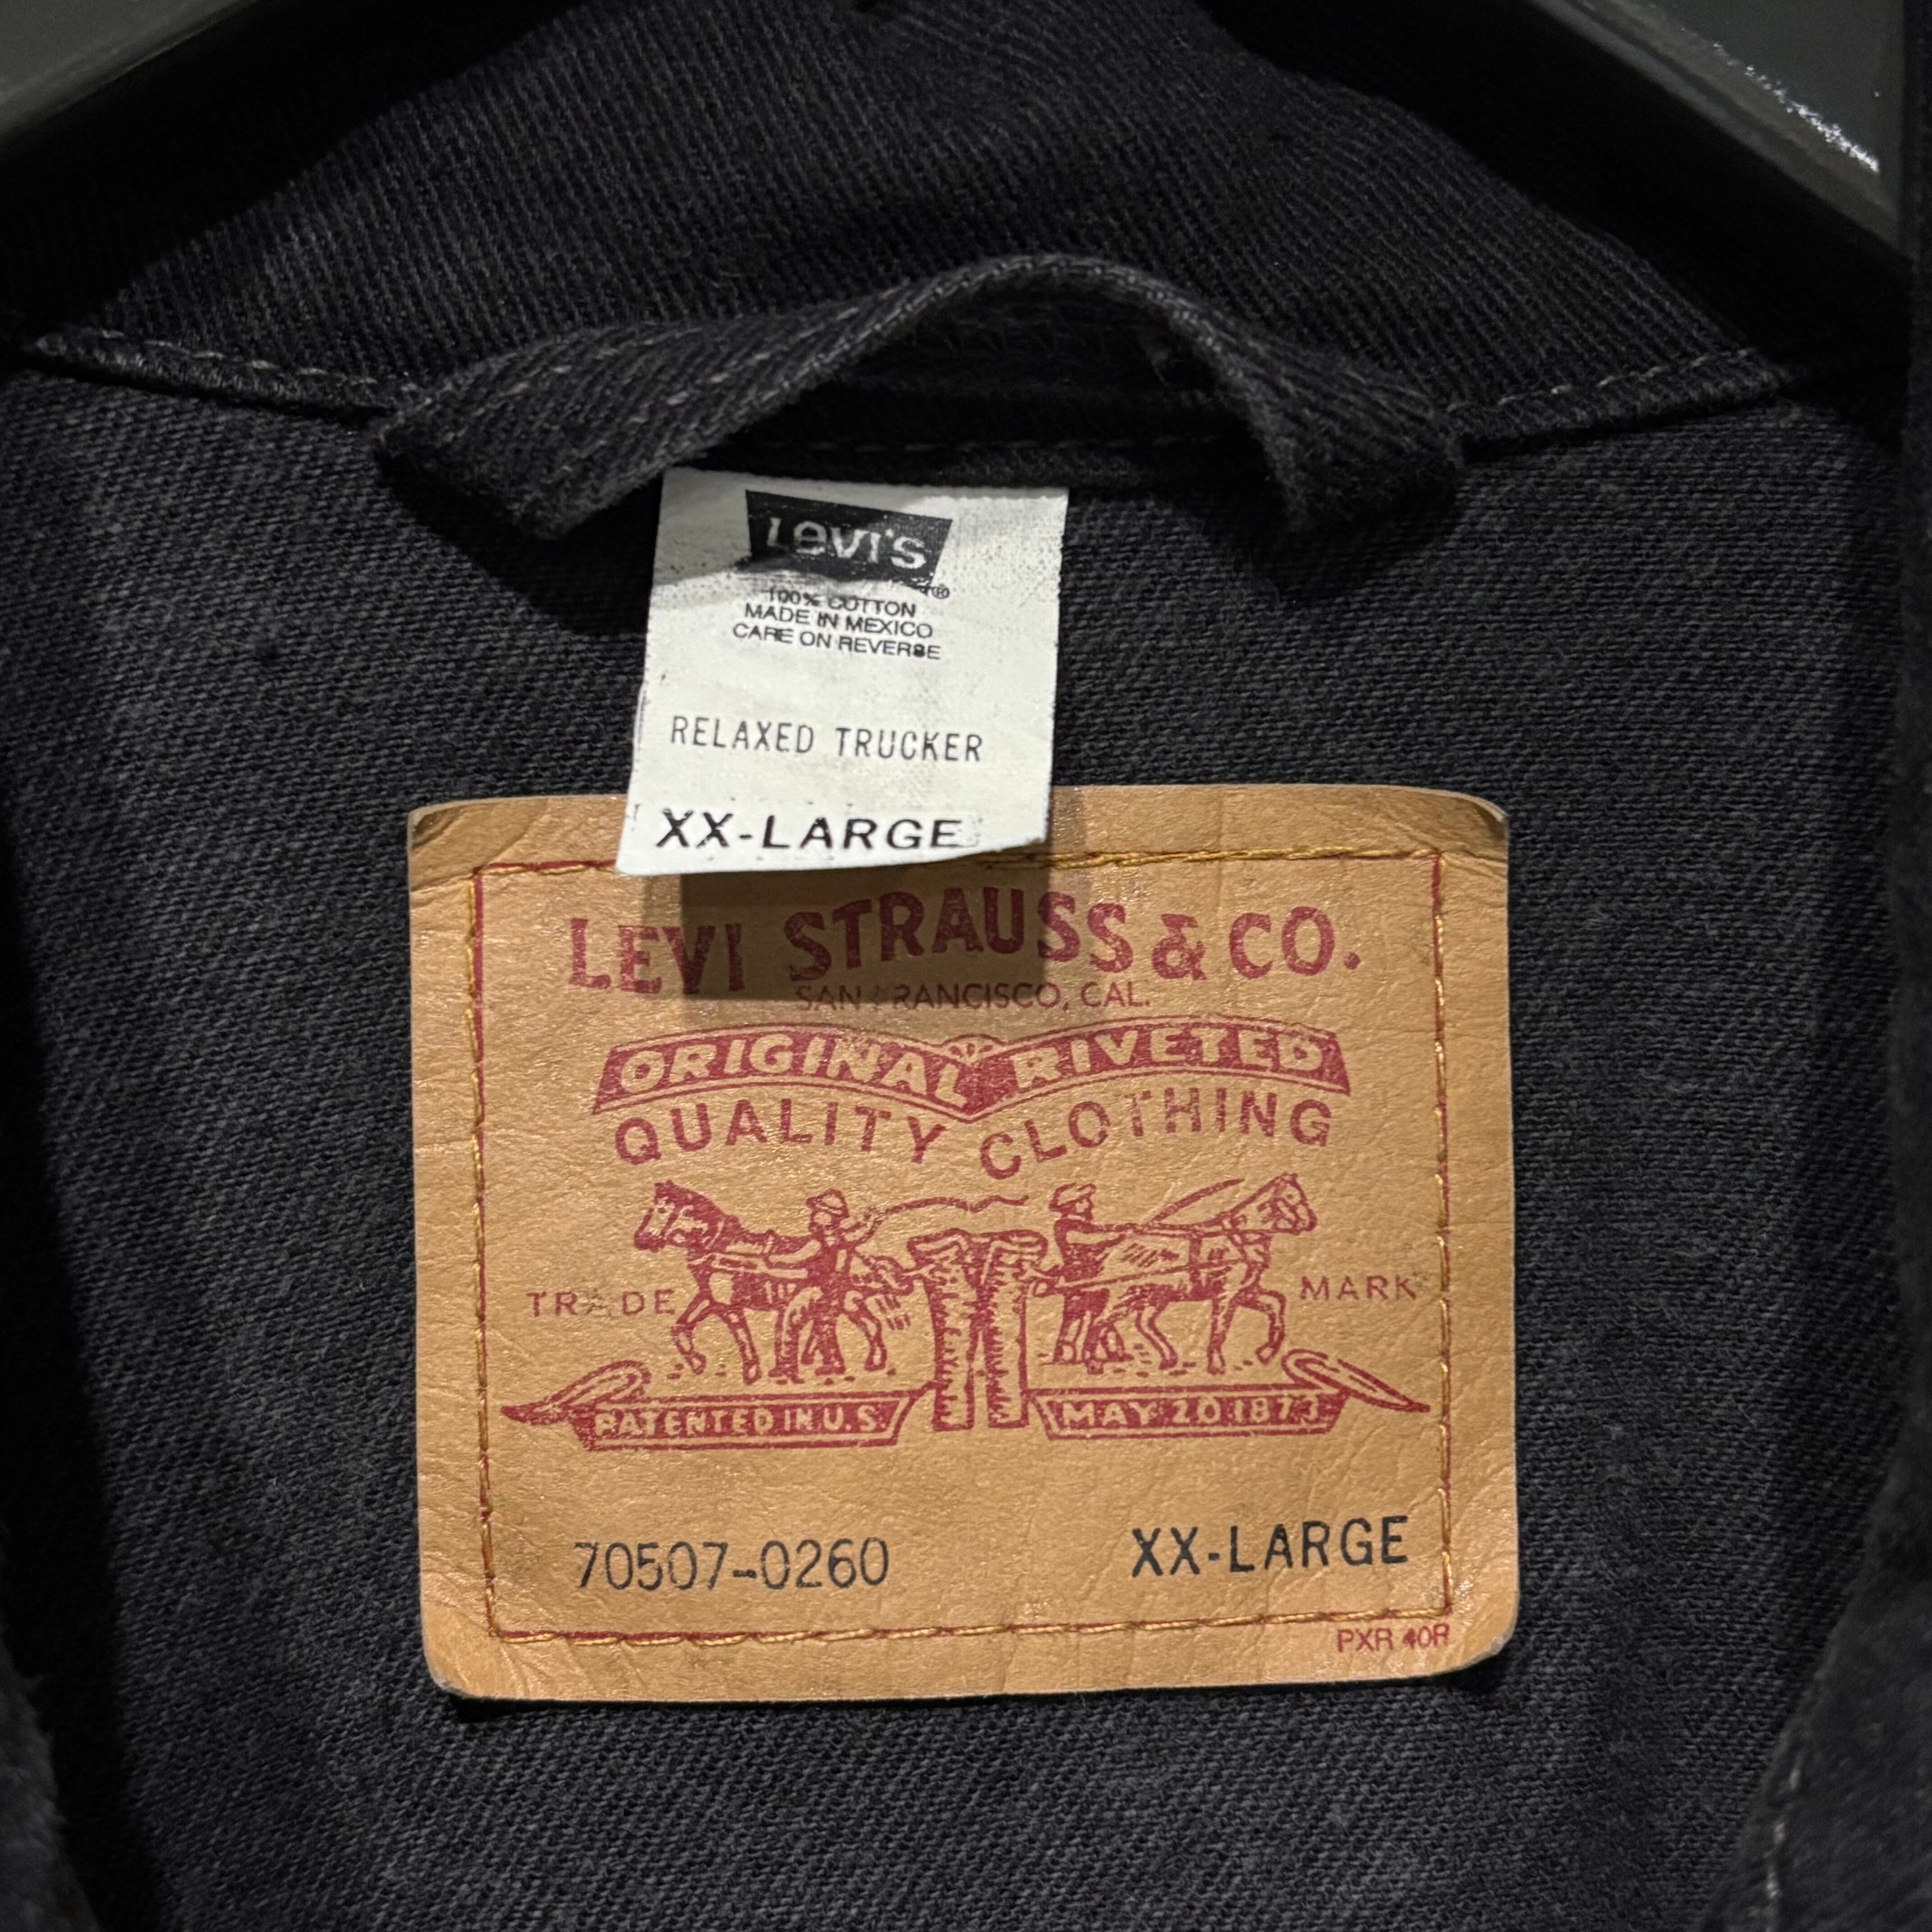 Levi's®
100% COTTON
MADE IN MEXICO
CARE ON REVERSE
RELAXED TRUCKER
XX-LARGE
LEVI STRAUSS & CO.
SAN FRANCISCO, CAL.
ORIGINAL RIVETED
QUALITY CLOTHING
TRADE MARK
PATENTED IN U.S. MAY 20 1873
70507-0260 XX-LARGE
PXR 40R